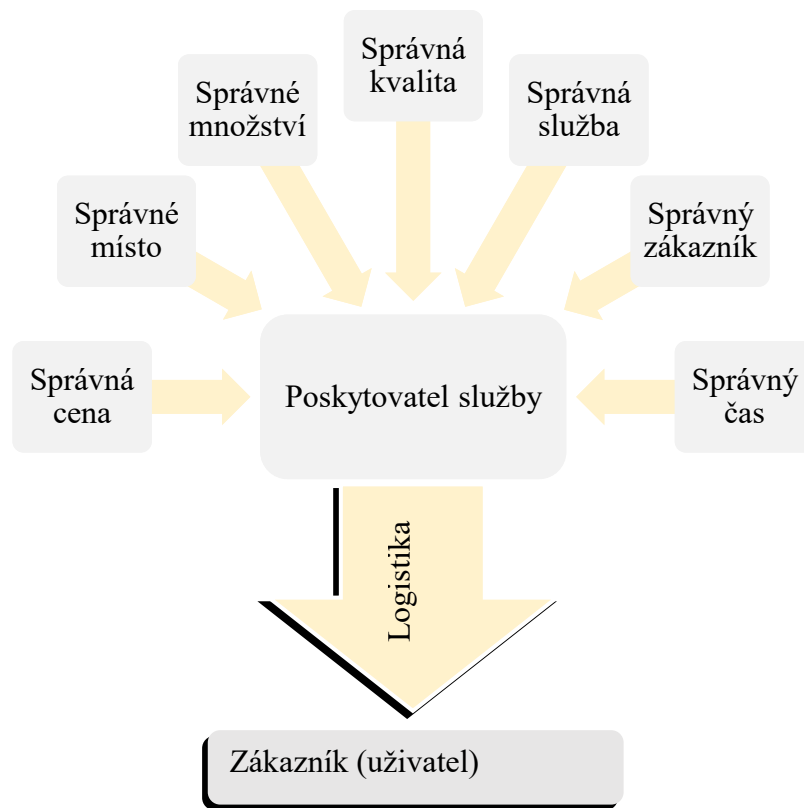 Správná
kvalita
Správné
množství
Správná
služba
Správné
místo
Správný
zákazník
Správná
cena
Poskytovatel služby
Správný
čas
Logistika
Zákazník (uživatel)